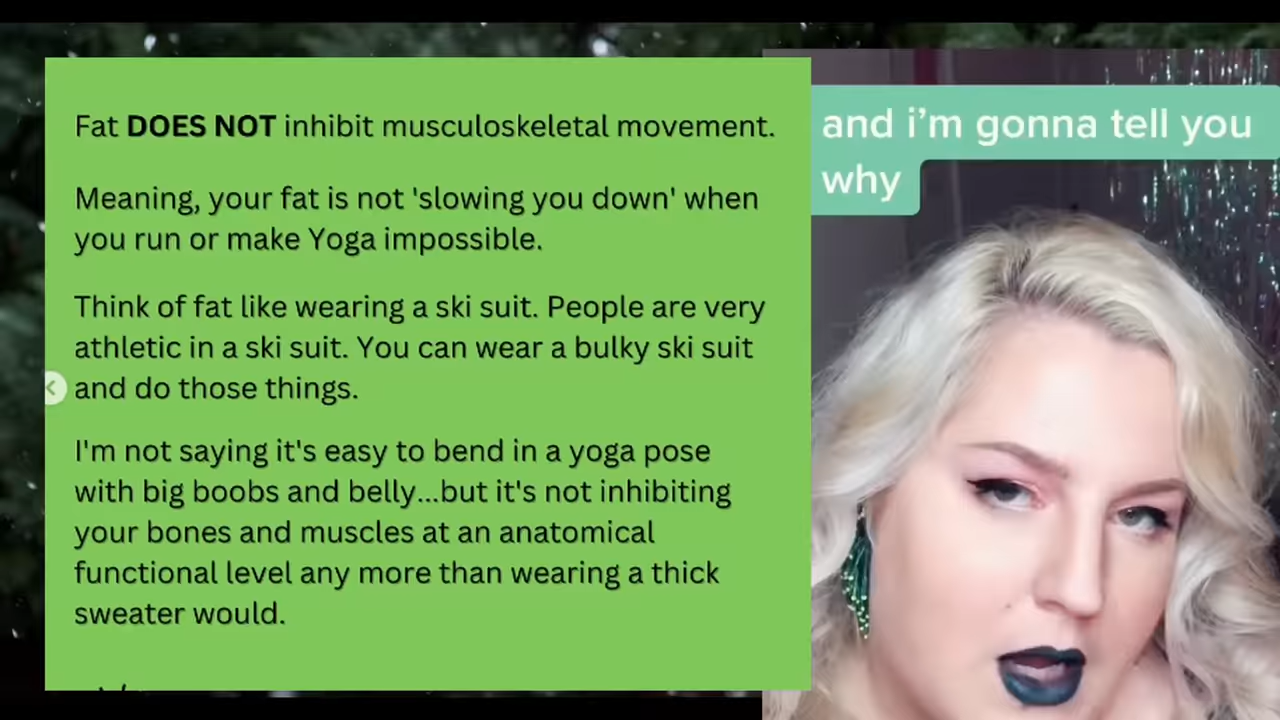 Fat DOES NOT inhibit musculoskeletal movement.
Meaning, your fat is not 'slowing you down' when
you run or make Yoga impossible.
Think of fat like wearing a ski suit. People are very
athletic in a ski suit. You can wear a bulky ski suit
and do those things.
I'm not saying it's easy to bend in a yoga pose
with big boobs and belly...but it's not inhibiting
your bones and muscles at an anatomical
functional level any more than wearing a thick
sweater would.
and i'm gonna tell you
why